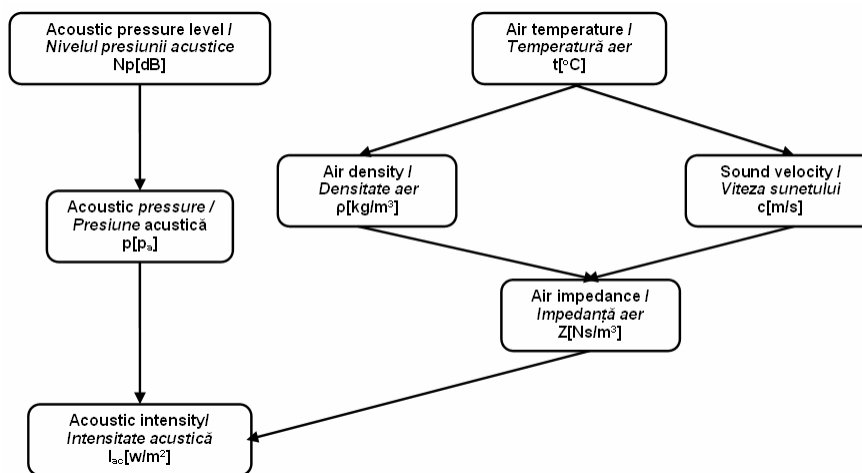 Acoustic pressure level /
Nivelul presiunii acustice
Np[dB]
Air temperature /
Temperatură aer
t[°C]
Air density /
Densitate aer
ρ[kg/m³]
Sound velocity /
Viteza sunetului
c[m/s]
Acoustic pressure /
Presiune acustică
p[pₐ]
Air impedance /
Impedanță aer
Z[Ns/m³]
Acoustic intensity/
Intensitate acustică
Iac[w/m²]